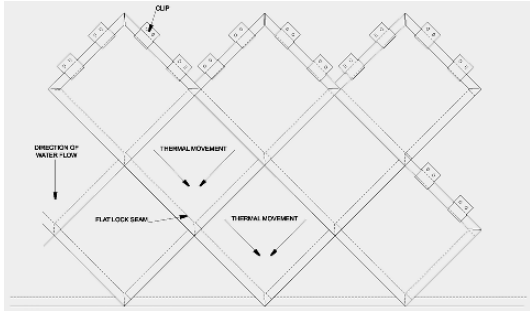 CLIP
DIRECTION OF
WATER FLOW
THERMAL MOVEMENT
FLAT LOCK SEAM
THERMAL MOVEMENT